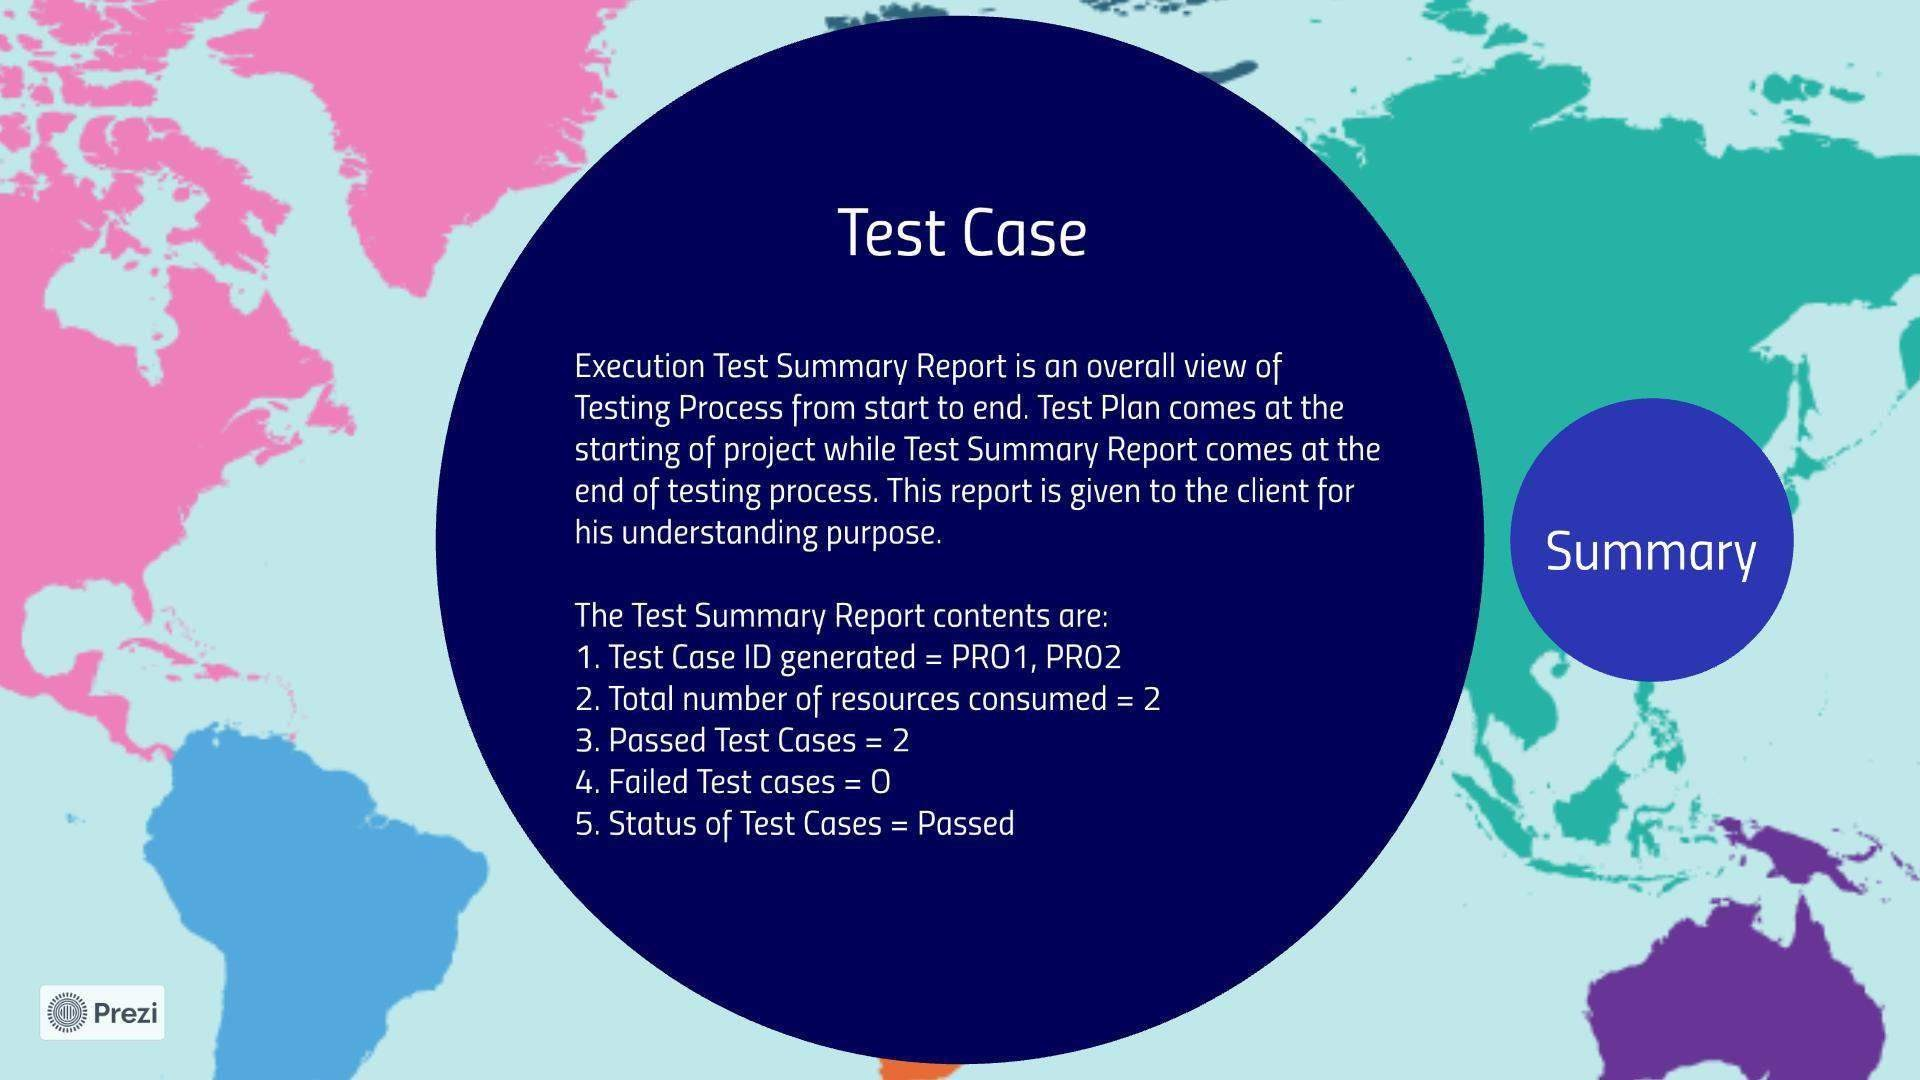 Test Case
Execution Test Summary Report is an overall view of
Testing Process from start to end. Test Plan comes at the
starting of project while Test Summary Report comes at the
end of testing process. This report is given to the client for
his understanding purpose.
The Test Summary Report contents are:
1. Test Case ID generated = PRO1, PR02
2. Total number of resources consumed = 2
3. Passed Test Cases = 2
4. Failed Test cases = 0
5. Status of Test Cases = Passed
Summary
Prezi